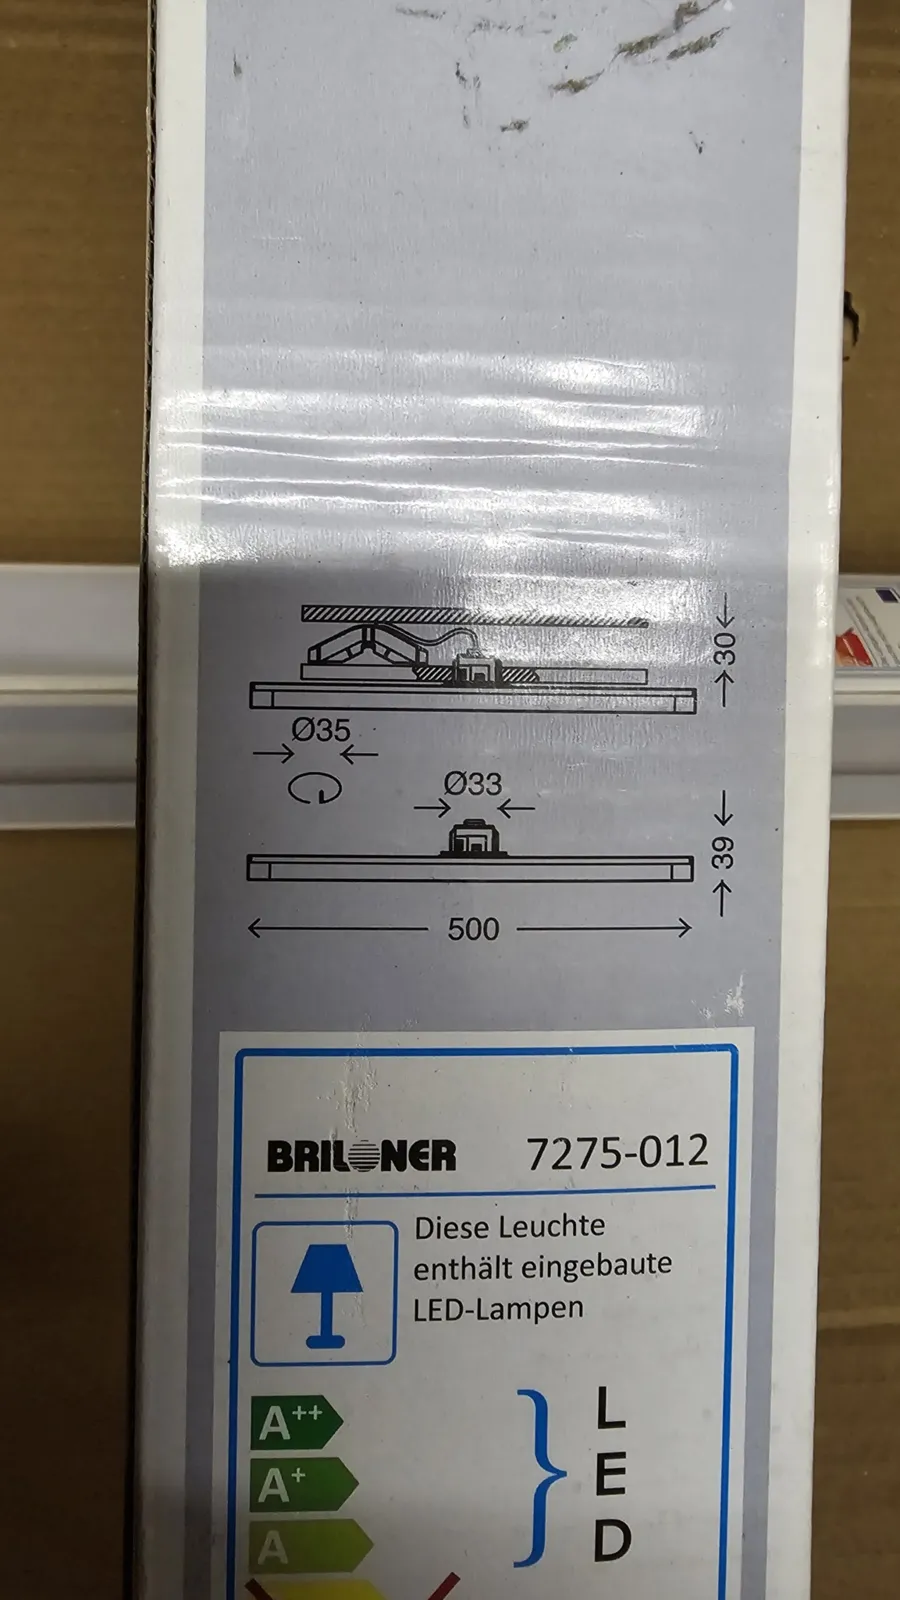 30
Ø35
Ø33
39
500
BRILONER 7275-012
Diese Leuchte
enthält eingebaute
LED-Lampen
A++
A+
A
L
E
D